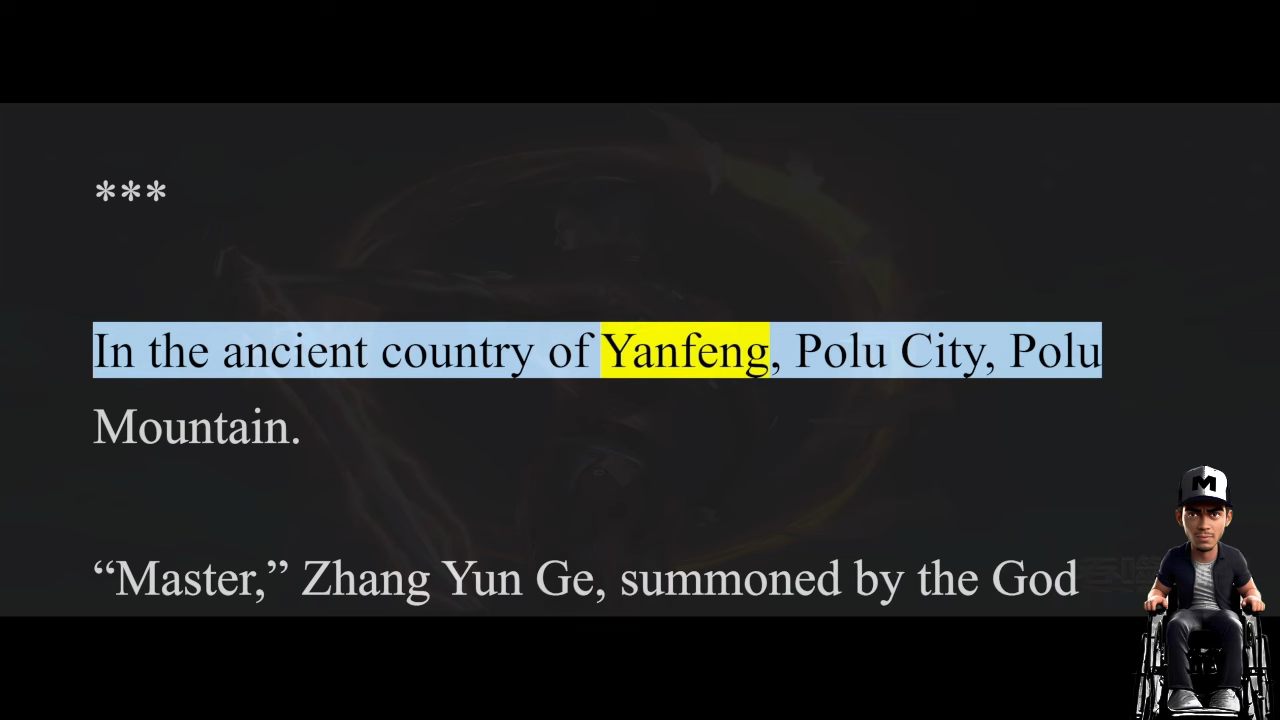 ***
In the ancient country of Yanfeng, Polu City, Polu
Mountain.
“Master,” Zhang Yun Ge, summoned by the God
M